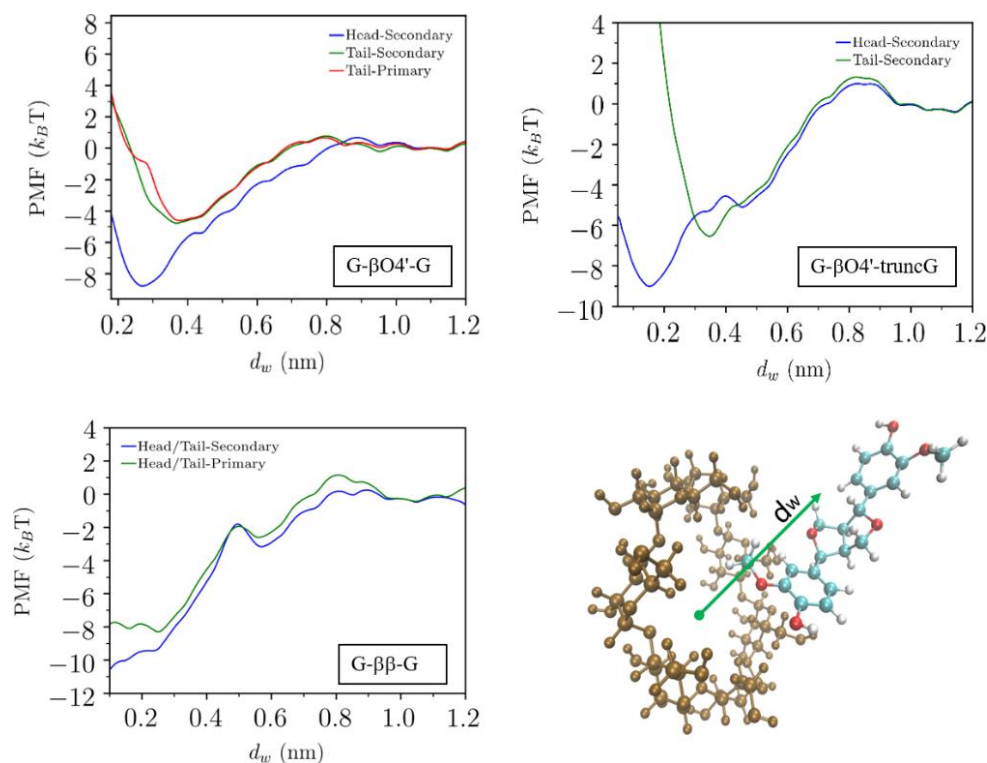 PMF (k_BT)
8
6
4
2
0
−2
−4
−6
−8
Head-Secondary
Tail-Secondary
Tail-Primary
G-βO4'-G
0.2 0.4 0.6 0.8 1.0 1.2
d_w (nm)
PMF (k_BT)
4
2
0
−2
−4
−6
−8
−10
Head-Secondary
Tail-Secondary
G-βO4'-truncG
0.2 0.4 0.6 0.8 1.0 1.2
d_w (nm)
PMF (k_BT)
4
2
0
−2
−4
−6
−8
−10
−12
Head/Tail-Secondary
Head/Tail-Primary
G-ββ-G
0.2 0.4 0.6 0.8 1.0 1.2
d_w (nm)
dw